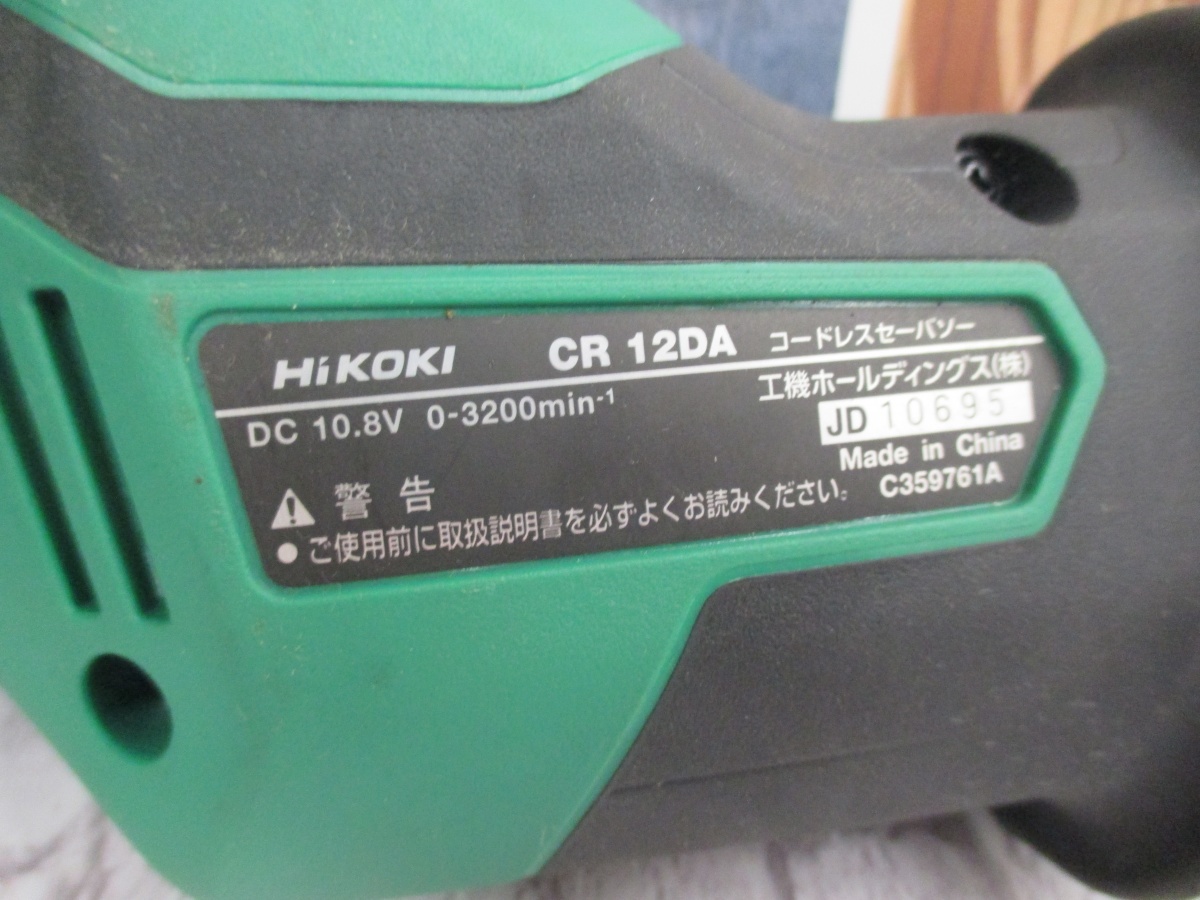 HiKOKI CR 12DA コードレスセーバソー
DC 10.8V 0-3200min-1 工機ホールディングス(株)
JD 10695
Made in China
⚠ 警告 C359761A
● ご使用前に取扱説明書を必ずよくお読みください。